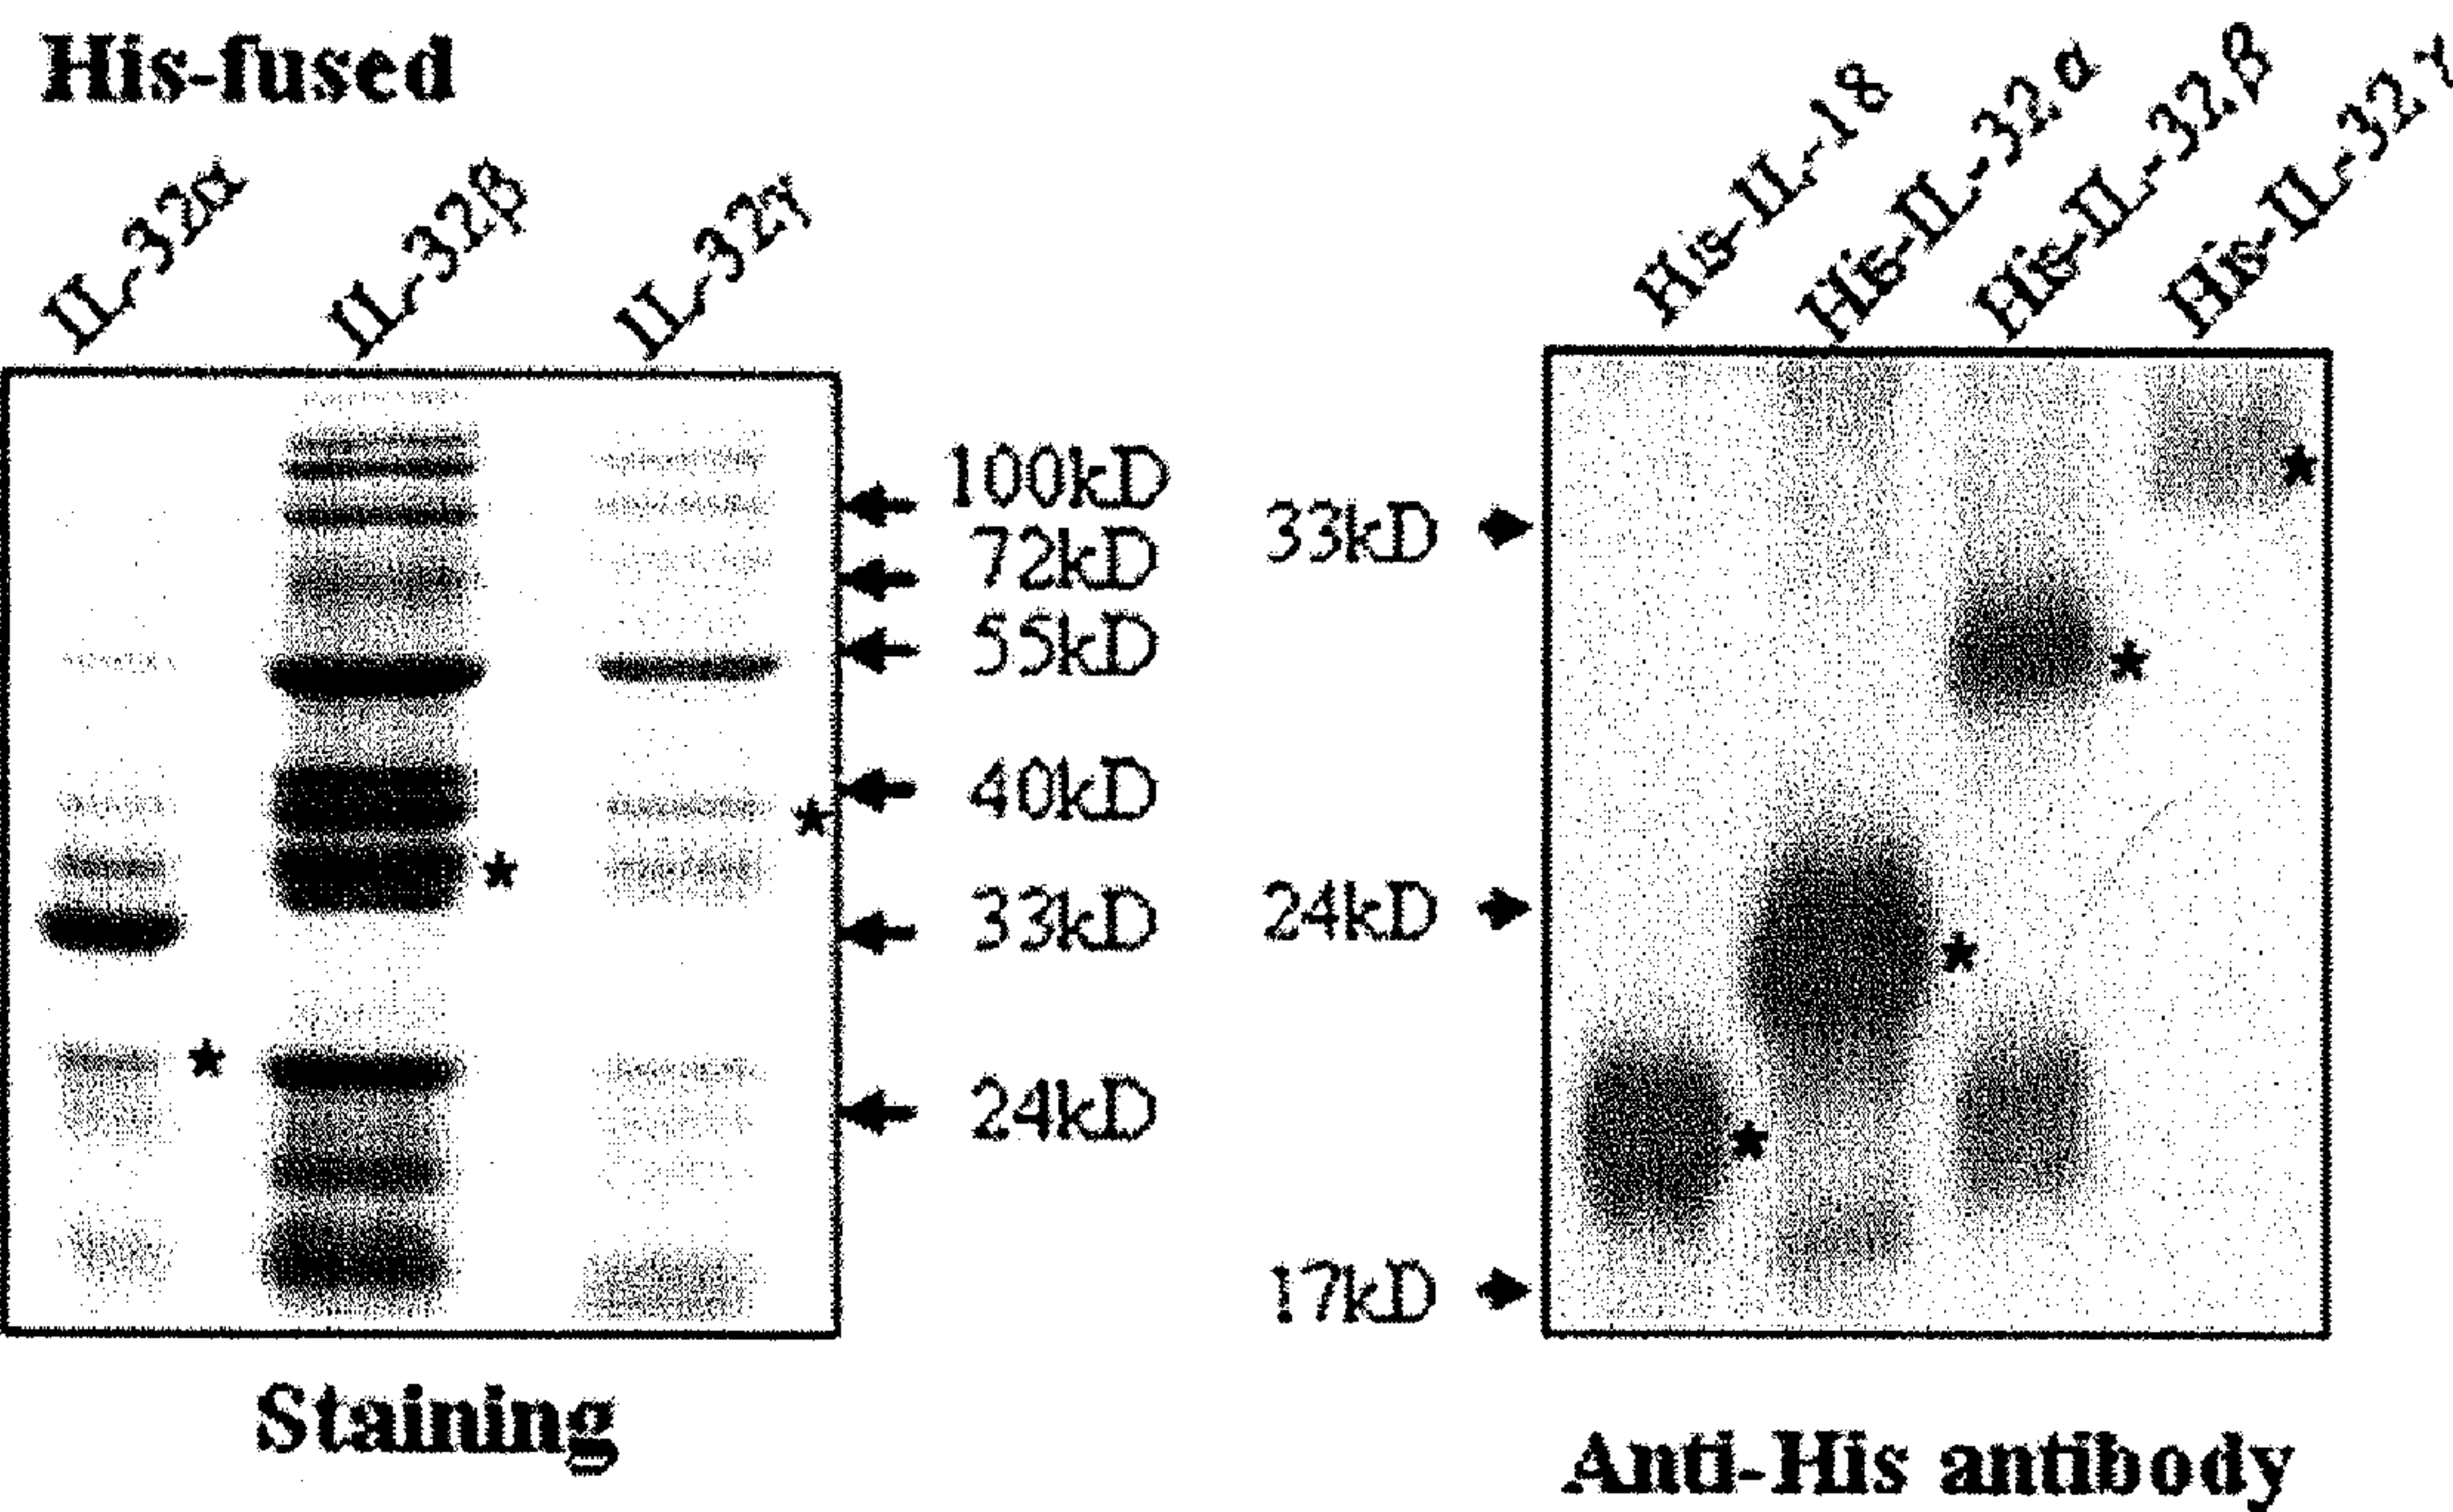 His-fused
IL-32α
IL-32β
IL-32γ
100kD
72kD
55kD
40kD
33kD
24kD
Staining
His-IL-18
His-IL-32α
His-IL-32β
His-IL-32γ
33kD
24kD
17kD
Anti-His antibody